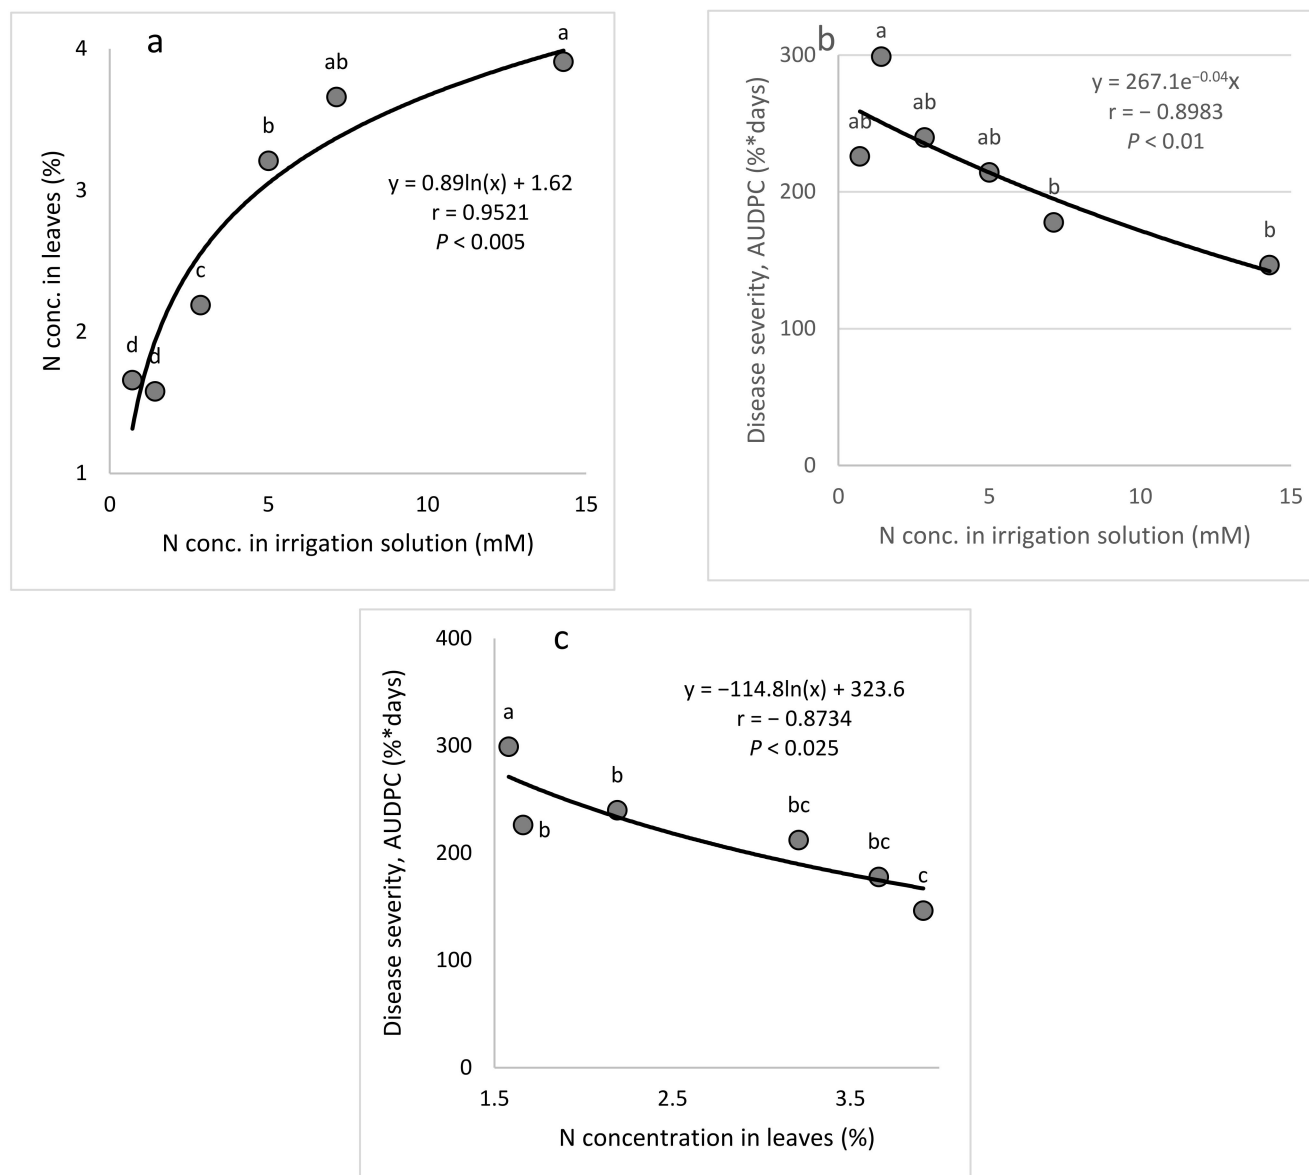 a
4
3
2
1
N conc. in leaves (%)
d
d
c
b
ab
a
y = 0.89ln(x) + 1.62
r = 0.9521
P < 0.005
0
5
10
15
N conc. in irrigation solution (mM)
b
300
200
100
0
Disease severity, AUDPC (%*days)
ab
a
ab
ab
b
b
y = 267.1e⁻⁰·⁰⁴x
r = − 0.8983
P < 0.01
0
5
10
15
N conc. in irrigation solution (mM)
c
400
300
200
100
0
Disease severity, AUDPC (%*days)
a
b
b
bc
bc
c
y = −114.8ln(x) + 323.6
r = − 0.8734
P < 0.025
1.5
2.5
3.5
N concentration in leaves (%)